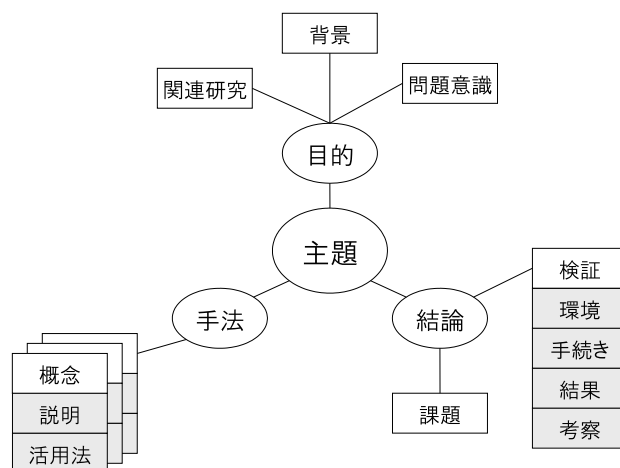 背景
関連研究
問題意識
目的
主題
手法
結論
検証
環境
手続き
結果
考察
概念
説明
活用法
課題